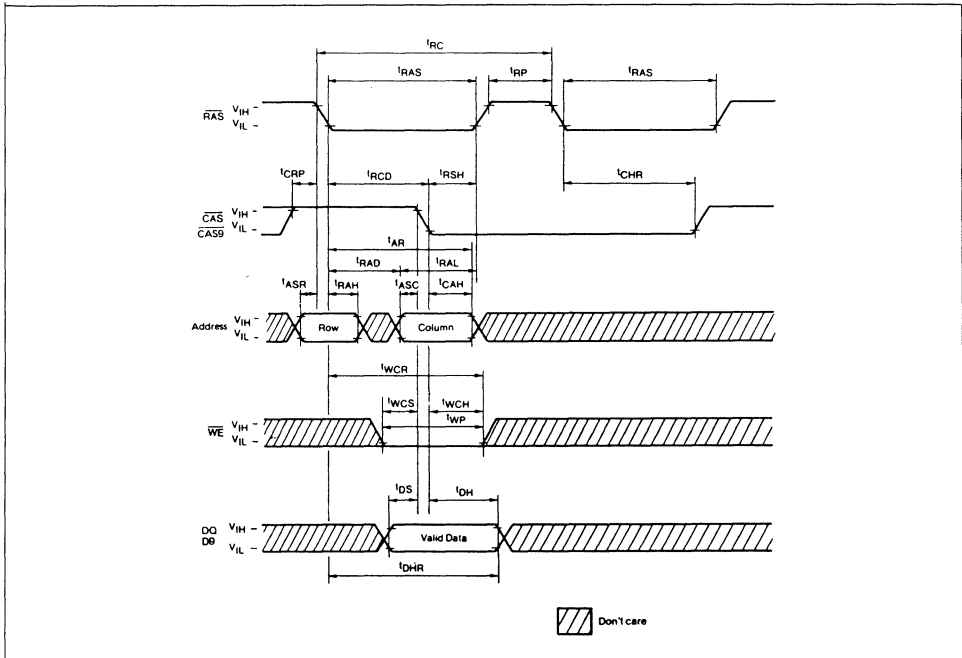 tRC
tRAS tRP tRAS
RAS VIH
VIL
tCRP tRCD tRSH tCHR
CAS VIH
CAS9 VIL
tAR
tRAD tRAL
tASR tRAH tASC tCAH
Address VIH Row Column
VIL
tWCR
tWCS tWCH
tWP
WE VIH
VIL
tDS tDH
DQ VIH Valid Data
D9 VIL
tDHR
Don't care